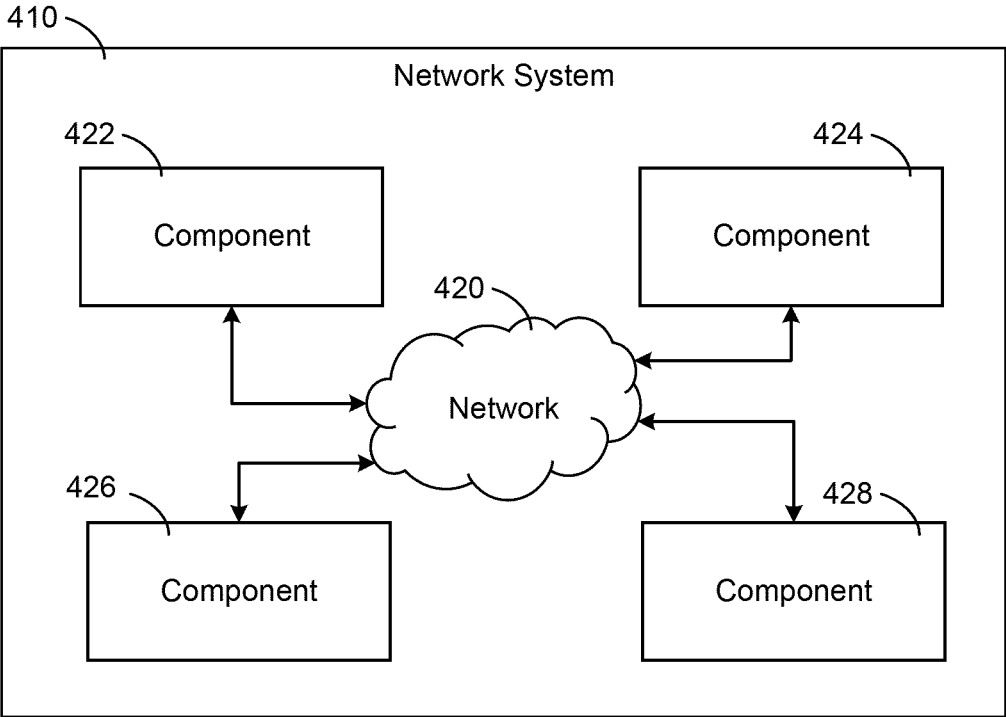 410
Network System
422
424
Component
Component
420
Network
426
428
Component
Component